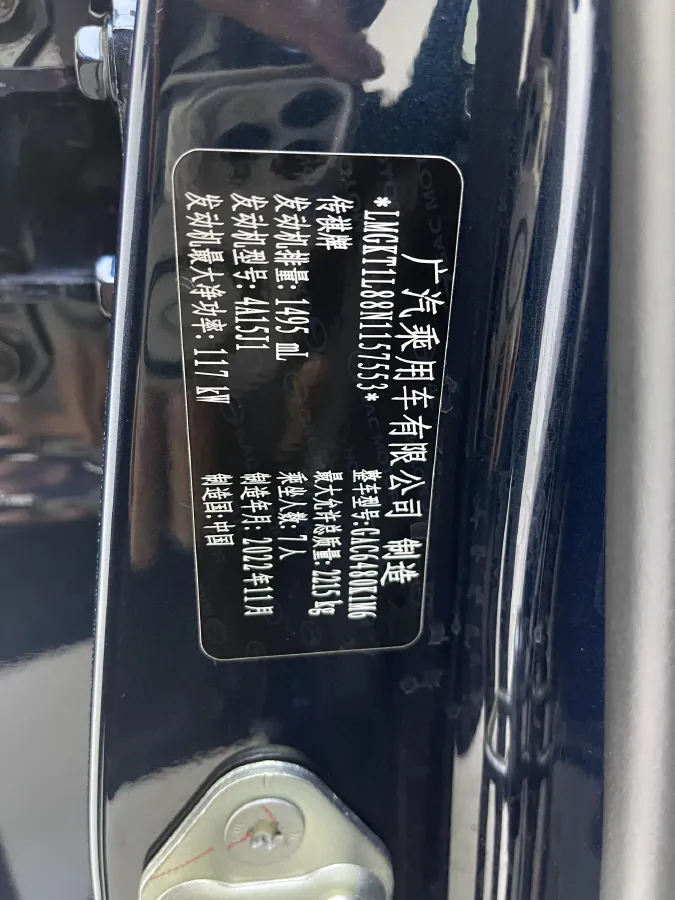 广汽乘用车有限公司 制造
*LMGKT1L88N1157553*
传祺牌 整车型号:GAC6480K1M6
发动机排量: 1495 mL 最大允许总质量: 2215kg
发动机型号: 4A15J1 乘坐人数: 7人
发动机最大净功率: 117 kW 制造年月: 2022年11月
制造国:中国